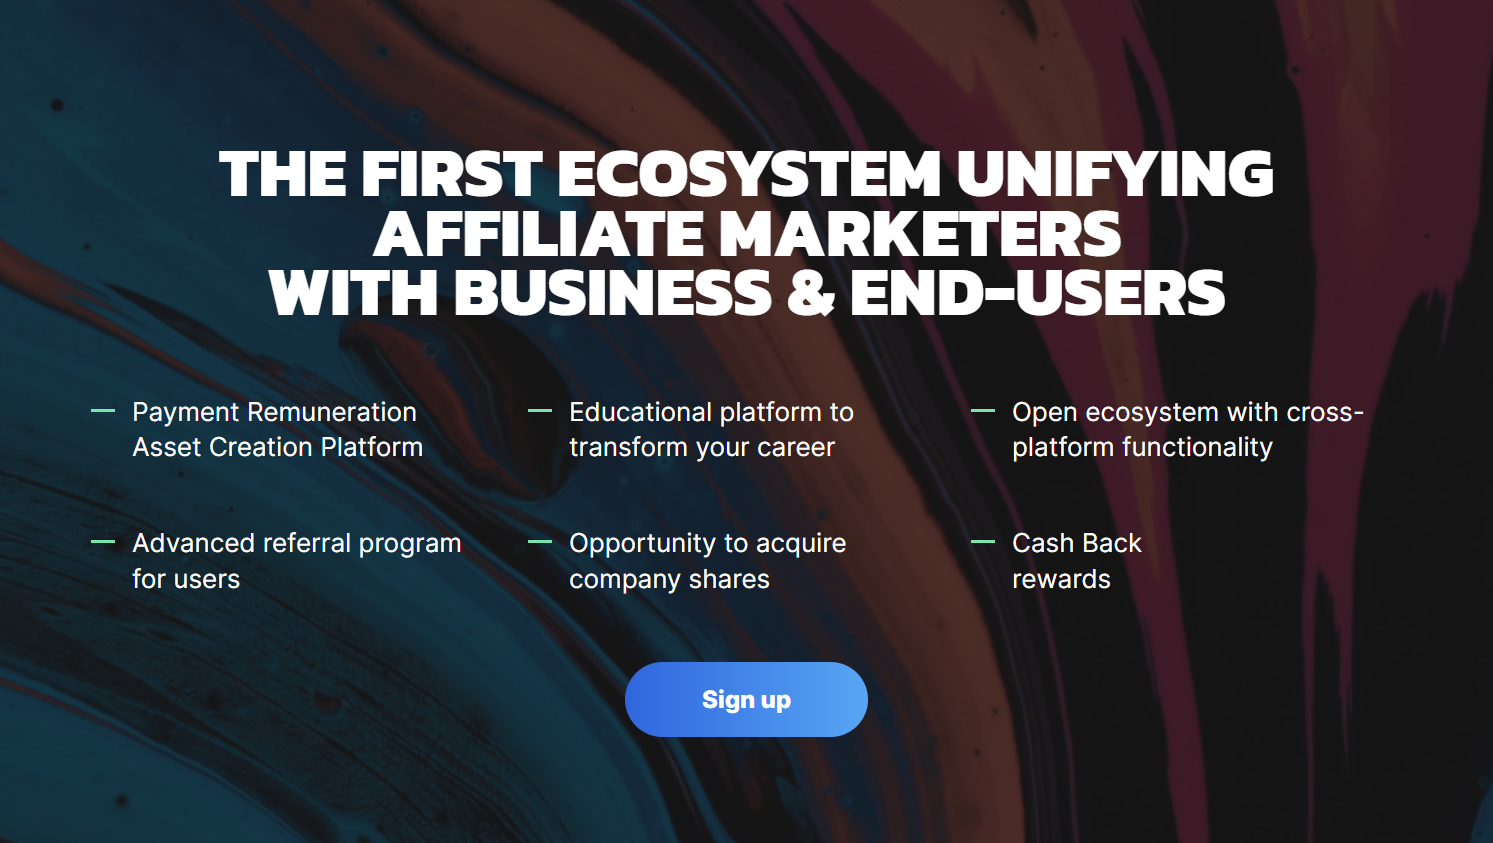 THE FIRST ECOSYSTEM UNIFYING
AFFILIATE MARKETERS
WITH BUSINESS & END-USERS
Payment Remuneration
Asset Creation Platform
Educational platform to
transform your career
Open ecosystem with cross-
platform functionality
Advanced referral program
for users
Opportunity to acquire
company shares
Cash Back
rewards
Sign up